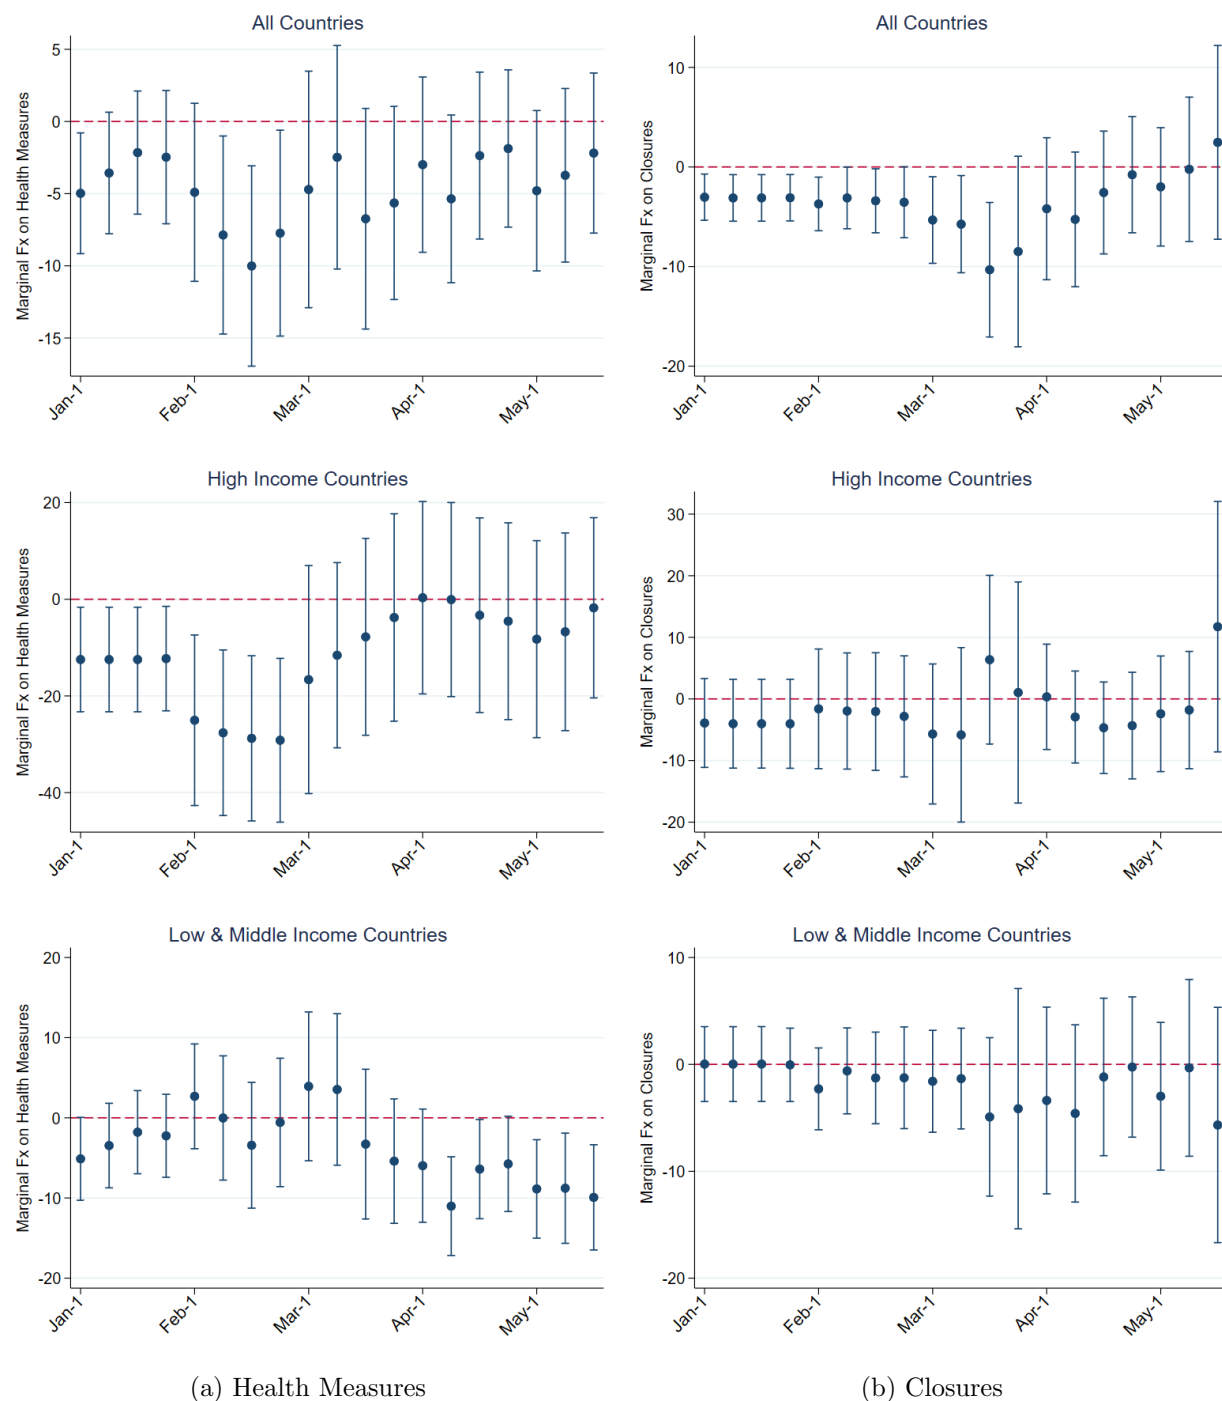 All Countries
Marginal Fx on Health Measures
5
0
-5
-10
-15
Jan-1
Feb-1
Mar-1
Apr-1
May-1
All Countries
Marginal Fx on Closures
10
0
-10
-20
Jan-1
Feb-1
Mar-1
Apr-1
May-1
High Income Countries
Marginal Fx on Health Measures
20
0
-20
-40
Jan-1
Feb-1
Mar-1
Apr-1
May-1
High Income Countries
Marginal Fx on Closures
30
20
10
0
-10
-20
Jan-1
Feb-1
Mar-1
Apr-1
May-1
Low & Middle Income Countries
Marginal Fx on Health Measures
20
10
0
-10
-20
Jan-1
Feb-1
Mar-1
Apr-1
May-1
Low & Middle Income Countries
Marginal Fx on Closures
10
0
-10
-20
Jan-1
Feb-1
Mar-1
Apr-1
May-1
(a) Health Measures
(b) Closures